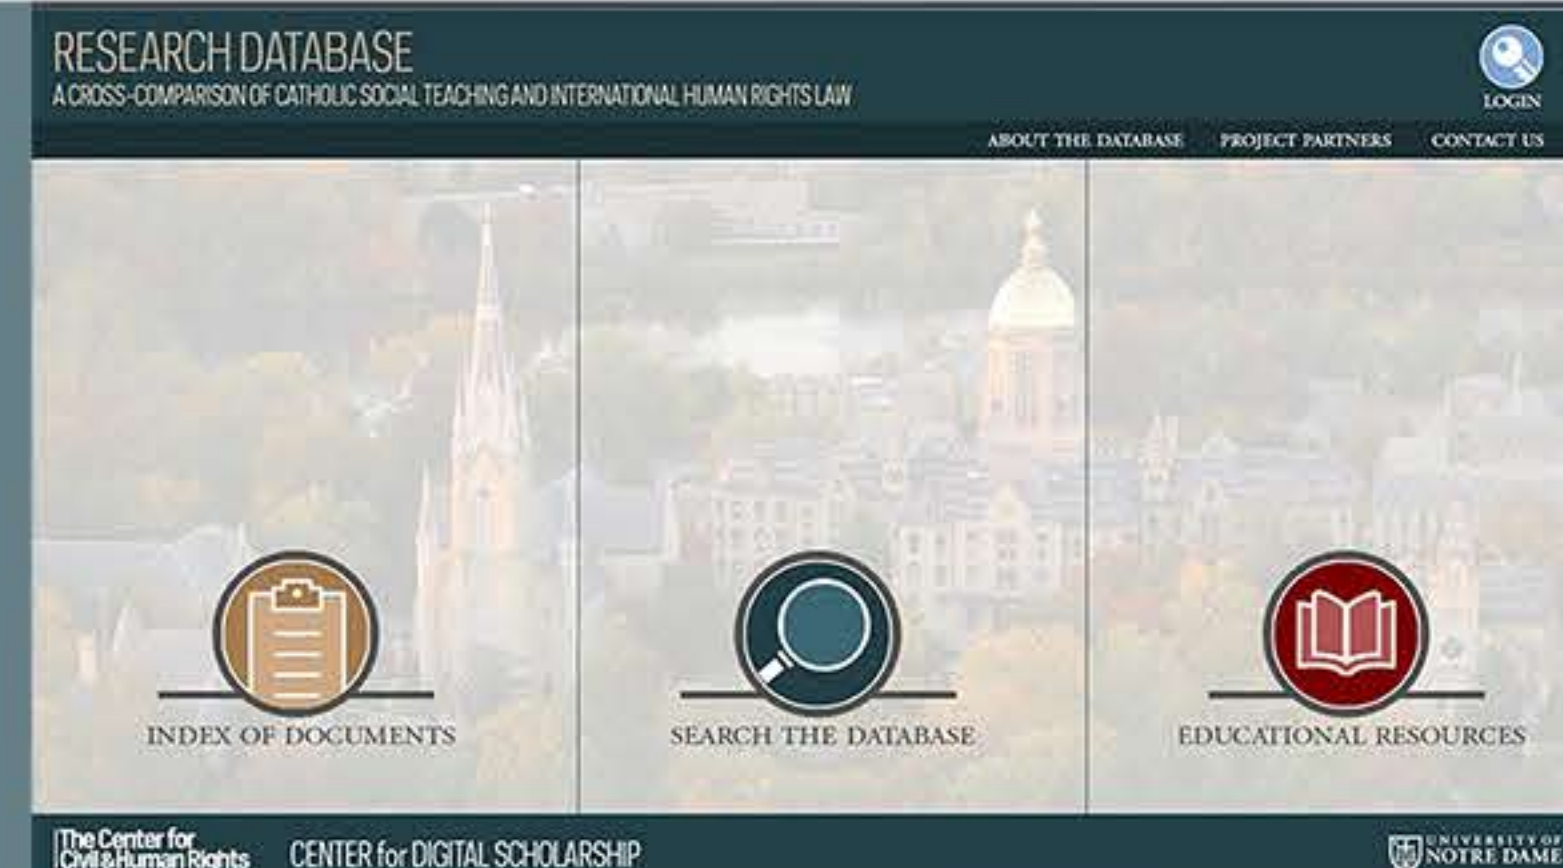 RESEARCH DATABASE
A CROSS-COMPARISON OF CATHOLIC SOCIAL TEACHING AND INTERNATIONAL HUMAN RIGHTS LAW
LOGIN
ABOUT THE DATABASE PROJECT PARTNERS CONTACT US
INDEX OF DOCUMENTS
SEARCH THE DATABASE
EDUCATIONAL RESOURCES
The Center for
Civil & Human Rights
CENTER for DIGITAL SCHOLARSHIP
UNIVERSITY OF
NOTRE DAME